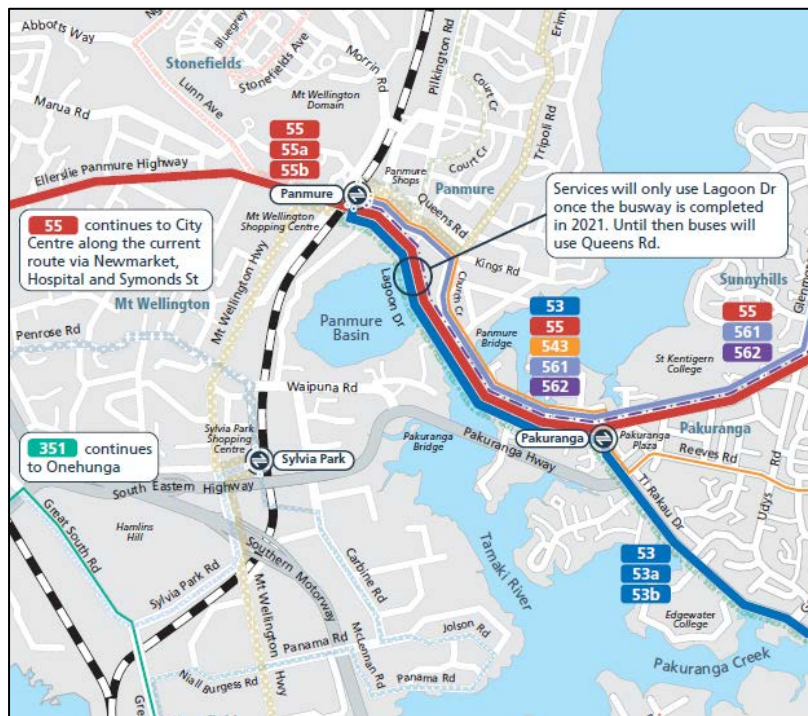 Abbotts Way
Bluegrey
Stonefields Ave
Stonefields
Lunn Ave
Morrin Rd
Pilkington Rd
Erim
Mt Wellington
Domain
Court Cr
Court Cr
Tripoli Rd
Marua Rd
55
55a
55b
Ellerslie Panmure Highway
Panmure
Panmure
Shops
Panmure
Queens Rd
Services will only use Lagoon Dr
once the busway is completed
in 2021. Until then buses will
use Queens Rd.
55 continues to City
Centre along the current
route via Newmarket,
Hospital and Symonds St
Mt Wellington
Shopping Centre
Mt Wellington Hwy
Kings Rd
Church Cr
Lagoon Dr
Sunnyhills
Glenmore
Mt Wellington
Panmure
Basin
Panmure
Bridge
53
55
543
561
562
55
561
562
St Kentigern
College
Penrose Rd
Waipuna Rd
Pakuranga
Sylvia Park
Shopping
Centre
Sylvia Park
Pakuranga
Bridge
Pakuranga Hwy
Pakuranga
Pakuranga
Plaza
Reeves Rd
351 continues
to Onehunga
South Eastern Highway
Ti Rakau Dr
Udys Rd
Great South Rd
Hamlins
Hill
Southern Motorway
Carbine Rd
Tamaki River
53
53a
53b
Sylvia Park Rd
Mt Wellington Hwy
McLennan Rd
Jolson Rd
Edgewater
College
Panama Rd
Panama Rd
Niall Burgess Rd
Pakuranga Creek
Gre